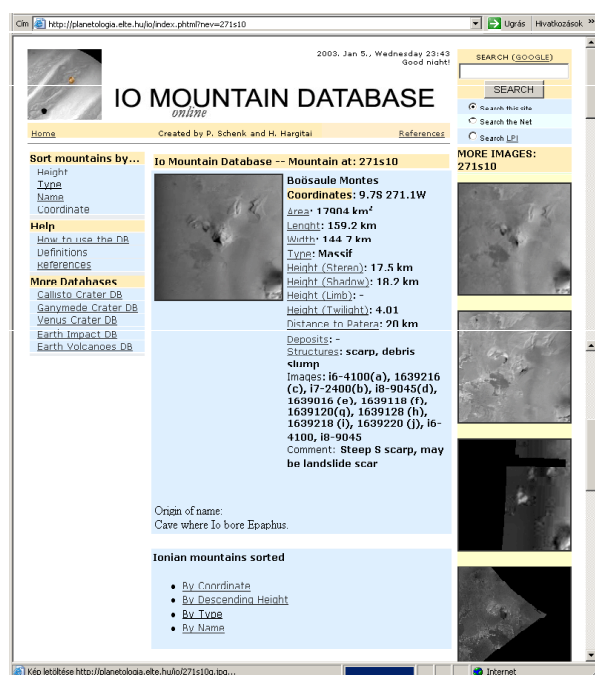 Cím http://planetologia.elte.hu/io/index.phtml?nev=271s10 Ugrás Hivatkozások »
2003. Jan 5., Wednesday 23:43
Good night!
IO MOUNTAIN DATABASE
online
Home Created by P. Schenk and H. Hargitai References
SEARCH (GOOGLE)
SEARCH
Search this site
Search the Net
Search LPI
Sort mountains by...
Height
Type
Name
Coordinate
Help
How to use the DB
Definitions
References
More Databases
Callisto Crater DB
Ganymede Crater DB
Venus Crater DB
Earth Impact DB
Earth Volcanoes DB
Io Mountain Database -- Mountain at: 271s10
Boösaule Montes
Coordinates: 9.7S 271.1W
Area: 17904 km²
Lenght: 159.2 km
Width: 144.7 km
Type: Massif
Height (Stereo): 17.5 km
Height (Shadow): 18.2 km
Height (Limb): -
Height (Twilight): 4.01
Distance to Patera: 20 km
Deposits: -
Structures: scarp, debris
slump
Images: i6-4100(a), 1639216
(c), i7-2400(b), i8-9045(d),
1639016 (e), 1639118 (f),
1639120(g), 1639128 (h),
1639218 (i), 1639220 (j), i6-
4100, i8-9045
Comment: Steep S scarp, may
be landslide scar
Origin of name:
Cave where Io bore Epaphus.
Ionian mountains sorted
• By Coordinate
• By Descending Height
• By Type
• By Name
MORE IMAGES:
271s10
Kép letöltése http://planetologia.elte.hu/io/271s10g.jpg... Internet